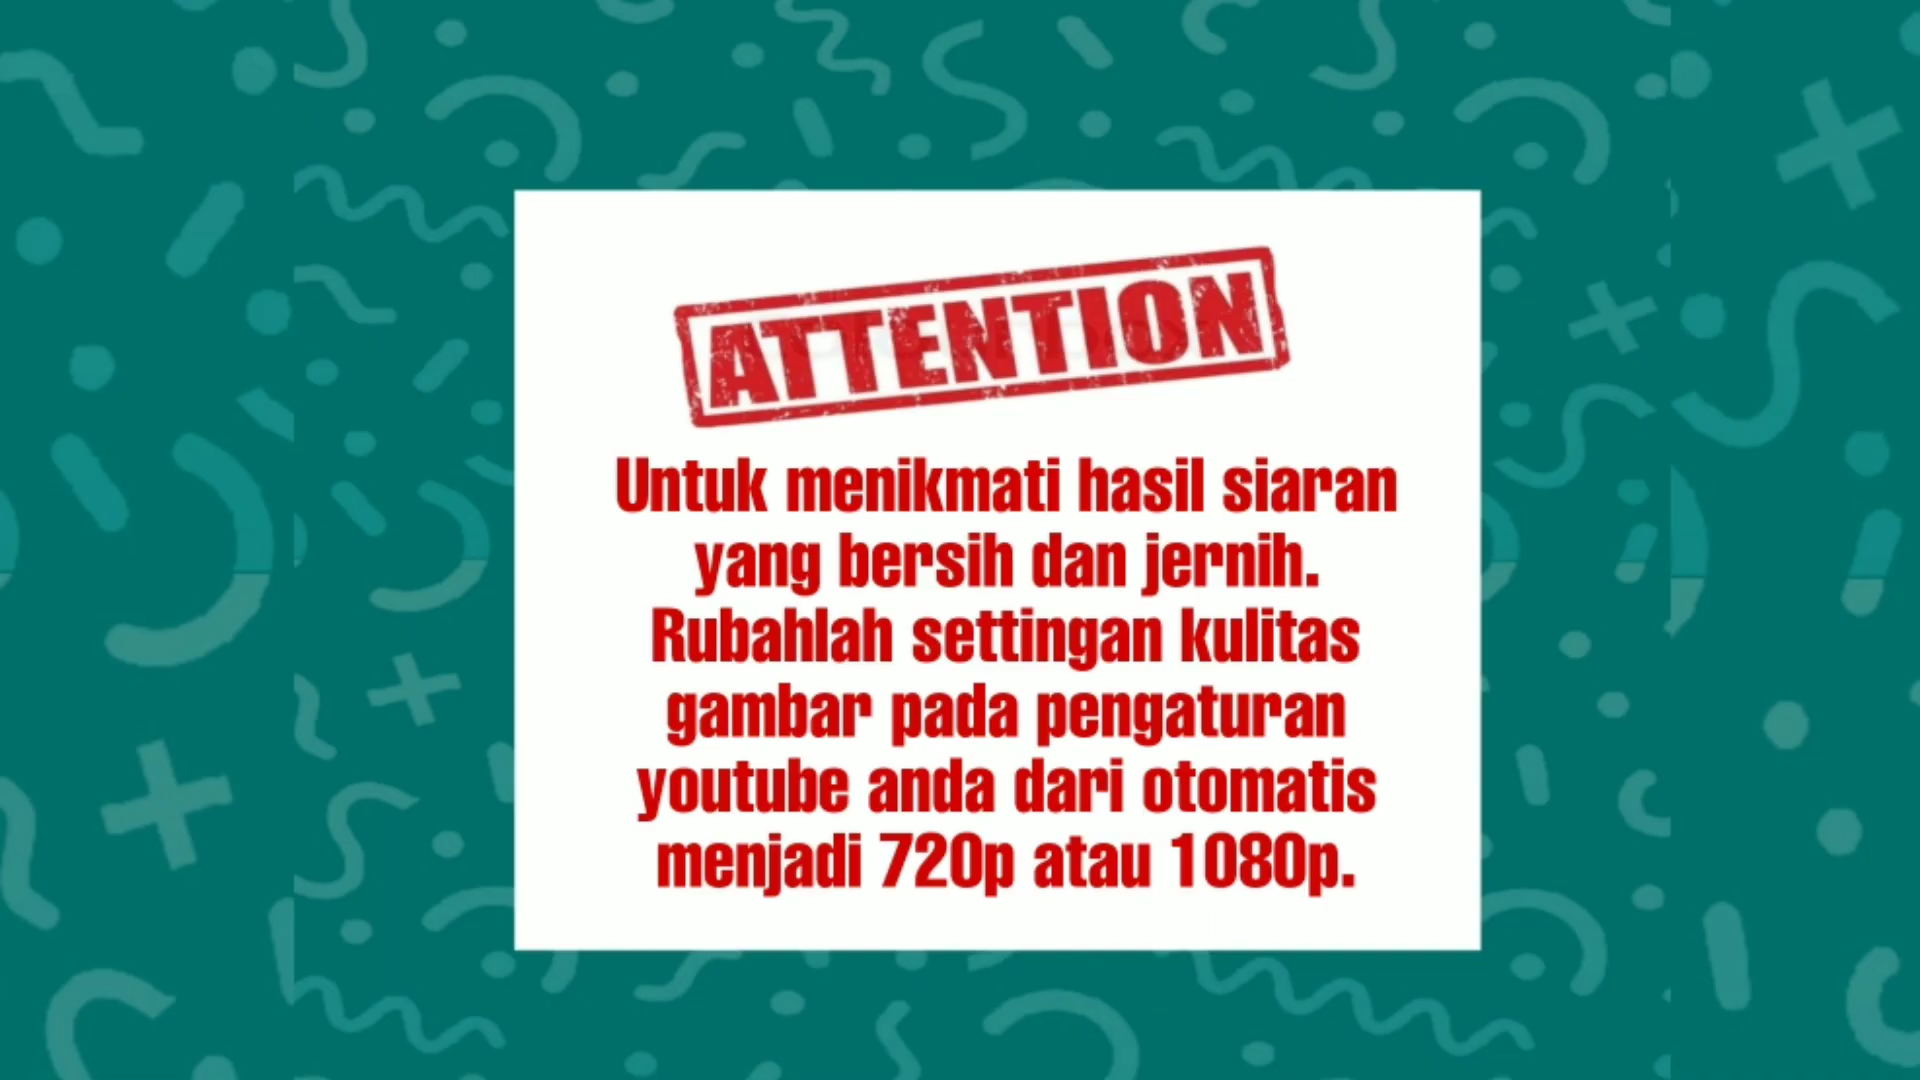 ATTENTION
Untuk menikmati hasil siaran
yang bersih dan jernih.
Rubahlah settingan kulitas
gambar pada pengaturan
youtube anda dari otomatis
menjadi 720p atau 1080p.